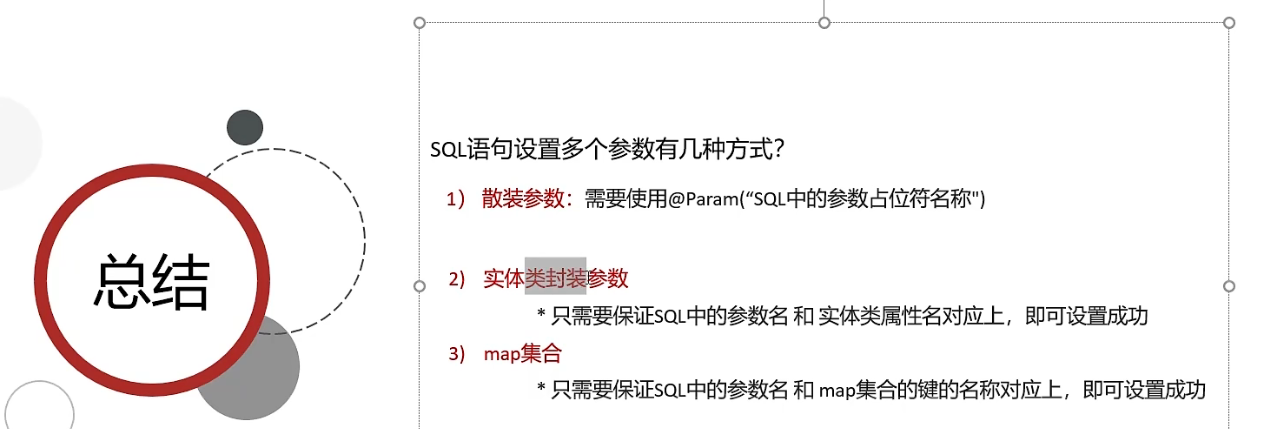 总结
SQL语句设置多个参数有几种方式？
1） 散装参数：需要使用@Param(“SQL中的参数占位符名称")
2） 实体类封装参数
* 只需要保证SQL中的参数名 和 实体类属性名对应上，即可设置成功
3） map集合
* 只需要保证SQL中的参数名 和 map集合的键的名称对应上，即可设置成功